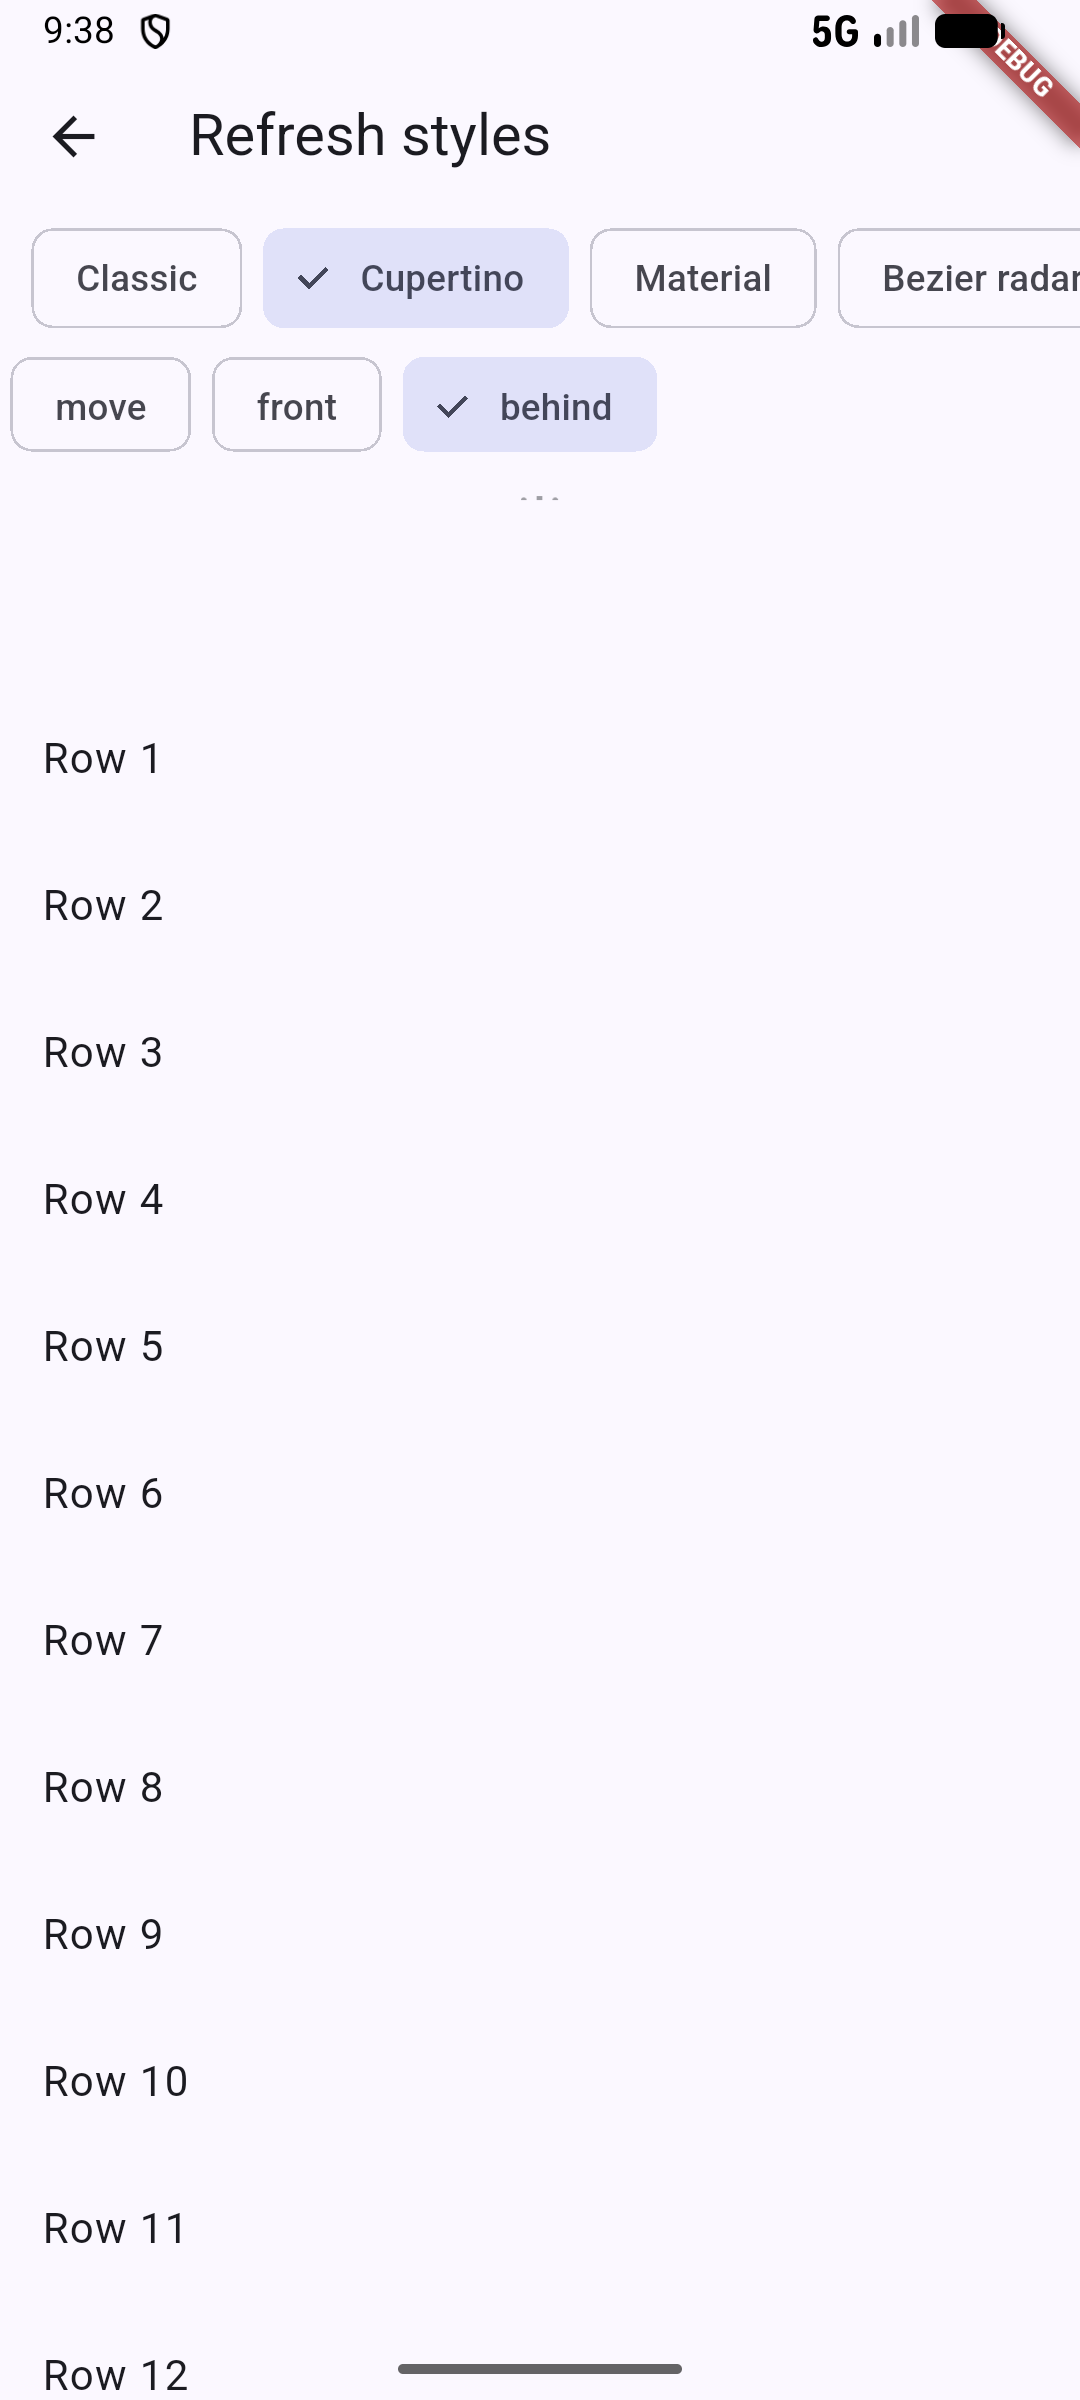 9:38 5G
EBUG
Refresh styles
Classic Cupertino Material Bezier radar
move front behind
Row 1
Row 2
Row 3
Row 4
Row 5
Row 6
Row 7
Row 8
Row 9
Row 10
Row 11
Row 12